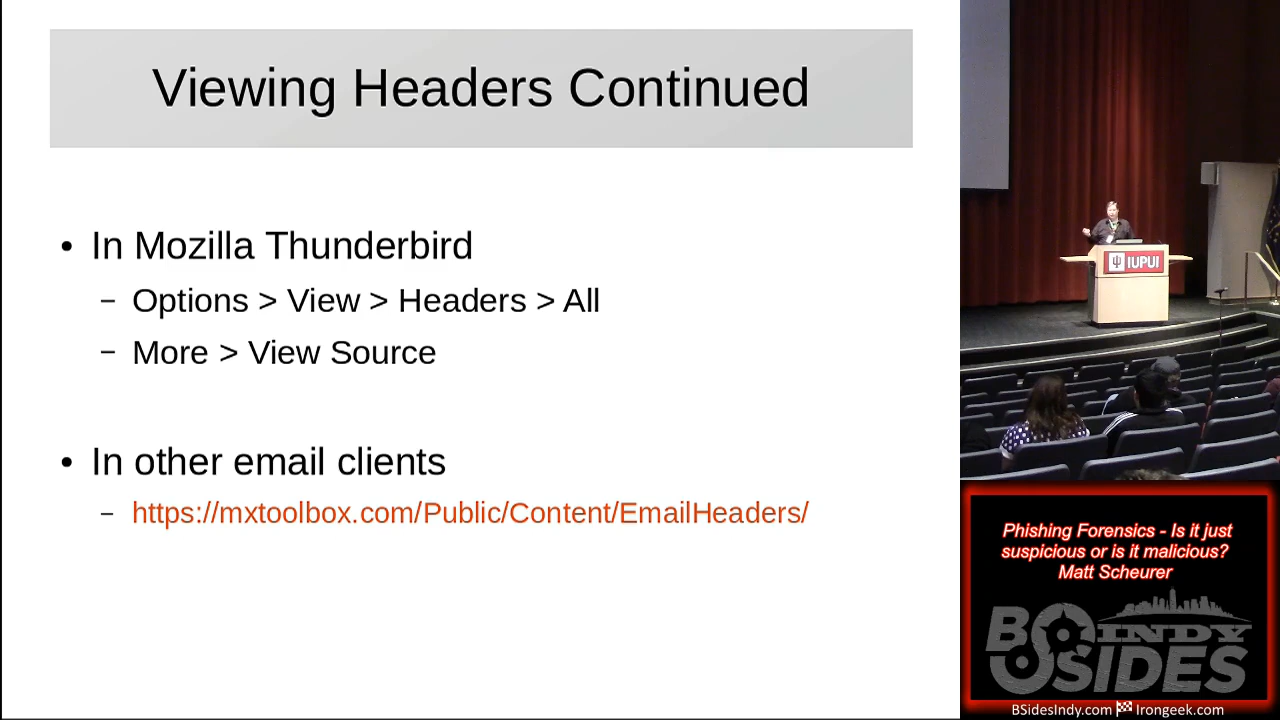 Viewing Headers Continued
• In Mozilla Thunderbird
– Options > View > Headers > All
– More > View Source
• In other email clients
– https://mxtoolbox.com/Public/Content/EmailHeaders/
IUPUI
Phishing Forensics - Is it just
suspicious or is it malicious?
Matt Scheurer
BSIDES
INDY
BSidesIndy.com Irongeek.com